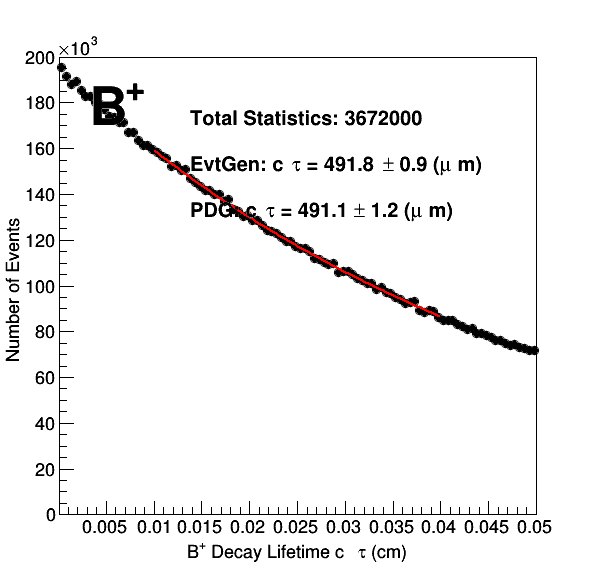 ×10³
200
180
160
140
120
100
80
60
40
20
0
Number of Events
B⁺
Total Statistics: 3672000
EvtGen: c τ = 491.8 ± 0.9 (μ m)
PDG: c τ = 491.1 ± 1.2 (μ m)
0.005 0.01 0.015 0.02 0.025 0.03 0.035 0.04 0.045 0.05
B⁺ Decay Lifetime c τ (cm)